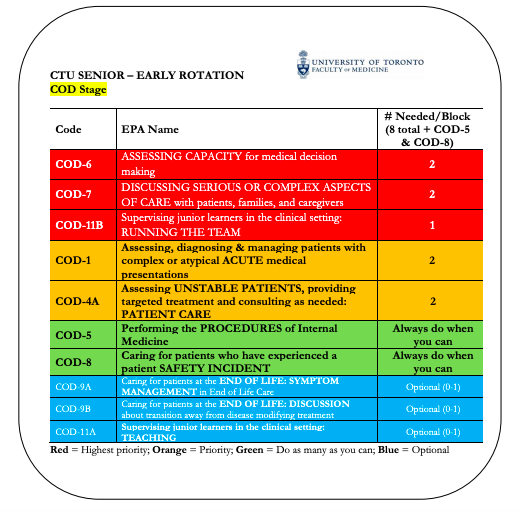 UNIVERSITY OF TORONTO
FACULTY OF MEDICINE
CTU SENIOR – EARLY ROTATION
COD Stage
Code
EPA Name
# Needed/Block
(8 total + COD-5
& COD-8)
COD-6
ASSESSING CAPACITY for medical decision
making
2
COD-7
DISCUSSING SERIOUS OR COMPLEX ASPECTS
OF CARE with patients, families, and caregivers
2
COD-11B
Supervising junior learners in the clinical setting:
RUNNING THE TEAM
1
COD-1
Assessing, diagnosing & managing patients with
complex or atypical ACUTE medical
presentations
2
COD-4A
Assessing UNSTABLE PATIENTS, providing
targeted treatment and consulting as needed:
PATIENT CARE
2
COD-5
Performing the PROCEDURES of Internal
Medicine
Always do when
you can
COD-8
Caring for patients who have experienced a
patient SAFETY INCIDENT
Always do when
you can
COD-9A
Caring for patients at the END OF LIFE: SYMPTOM
MANAGEMENT in End of Life Care
Optional (0-1)
COD-9B
Caring for patients at the END OF LIFE: DISCUSSION
about transition away from disease modifying treatment
Optional (0-1)
COD-11A
Supervising junior learners in the clinical setting:
TEACHING
Optional (0-1)
Red = Highest priority; Orange = Priority; Green = Do as many as you can; Blue = Optional